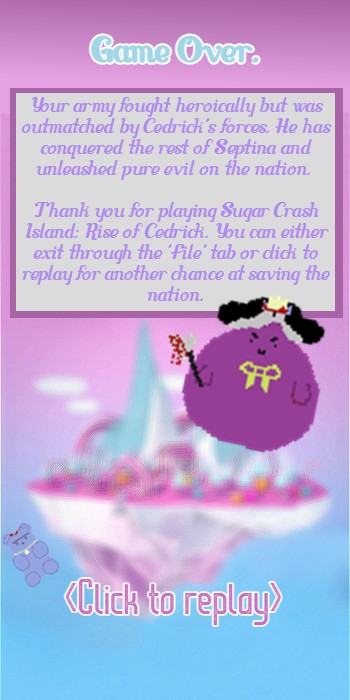 Game Over.
Your army fought heroically but was
outmatched by Cedrick's forces. He has
conquered the rest of Septina and
unleashed pure evil on the nation.
Thank you for playing Sugar Crash
Island: Rise of Cedrick. You can either
exit through the 'File' tab or click to
replay for another chance at saving the
nation.
<Click to replay>